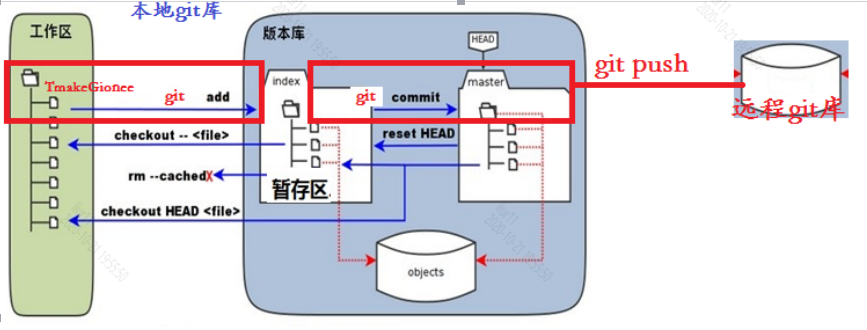 本地git库
工作区
版本库
HEAD
TmakeGionee
git add
index
git commit
master
git push
远程git库
checkout -- <file>
reset HEAD
rm --cached
X
暂存区
checkout HEAD <file>
objects